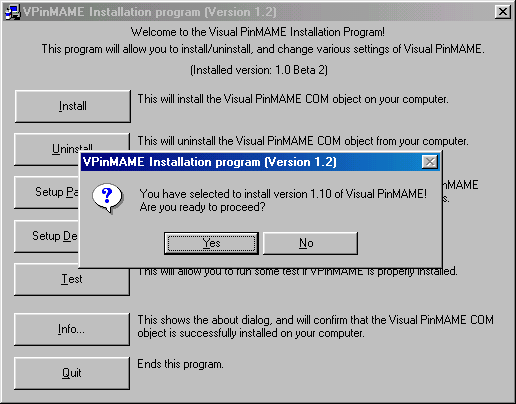 VPinMAME Installation program (Version 1.2)
Welcome to the Visual PinMAME Installation Program!
This program will allow you to install/uninstall, and change various settings of Visual PinMAME.
(Installed version: 1.0 Beta 2)
Install
This will install the Visual PinMAME COM object on your computer.
Uninstall
This will uninstall the Visual PinMAME COM object from your computer.
VPinMAME Installation program (Version 1.2)
You have selected to install version 1.10 of Visual PinMAME!
Are you ready to proceed?
Yes
No
Setup Pa
nMAME
s.
Setup De
Test
This will allow you to run some test if VPinMAME is properly installed.
Info...
This shows the about dialog, and will confirm that the Visual PinMAME COM
object is successfully installed on your computer.
Quit
Ends this program.